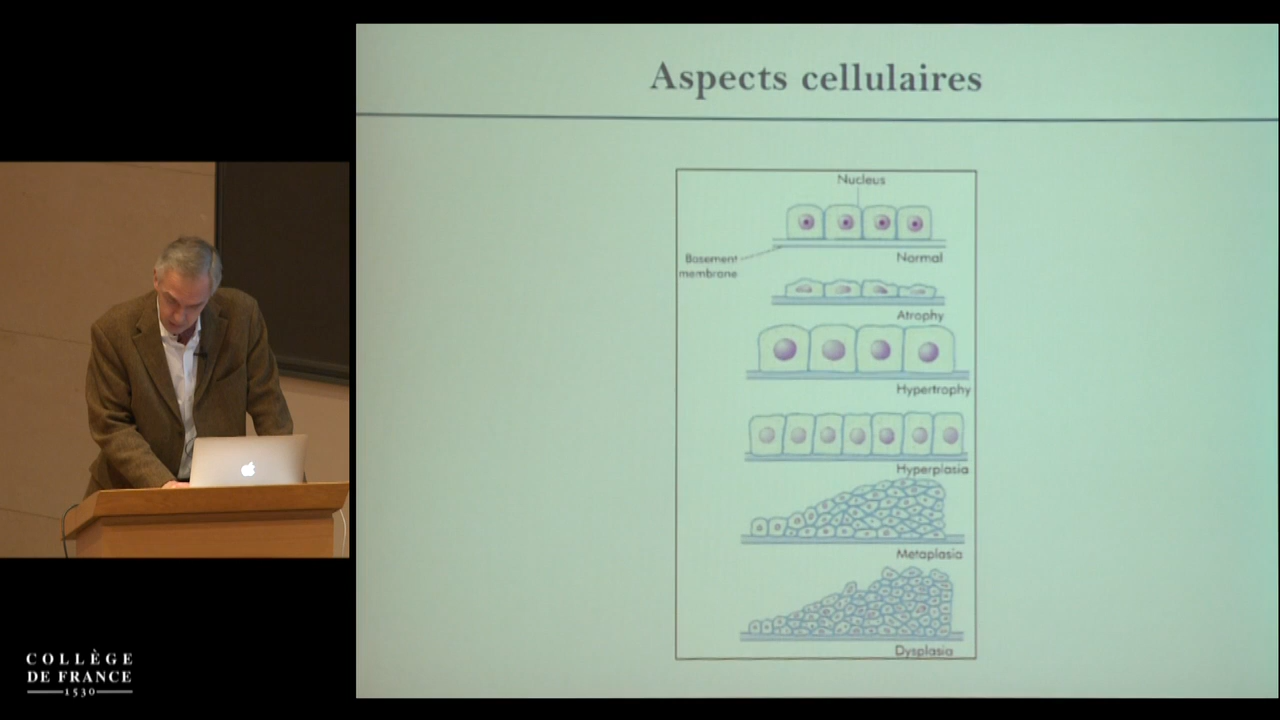 Aspects cellulaires
Nucleus
Basement
membrane
Normal
Atrophy
Hypertrophy
Hyperplasia
Metaplasia
Dysplasia
COLLÈGE
DE FRANCE
1530